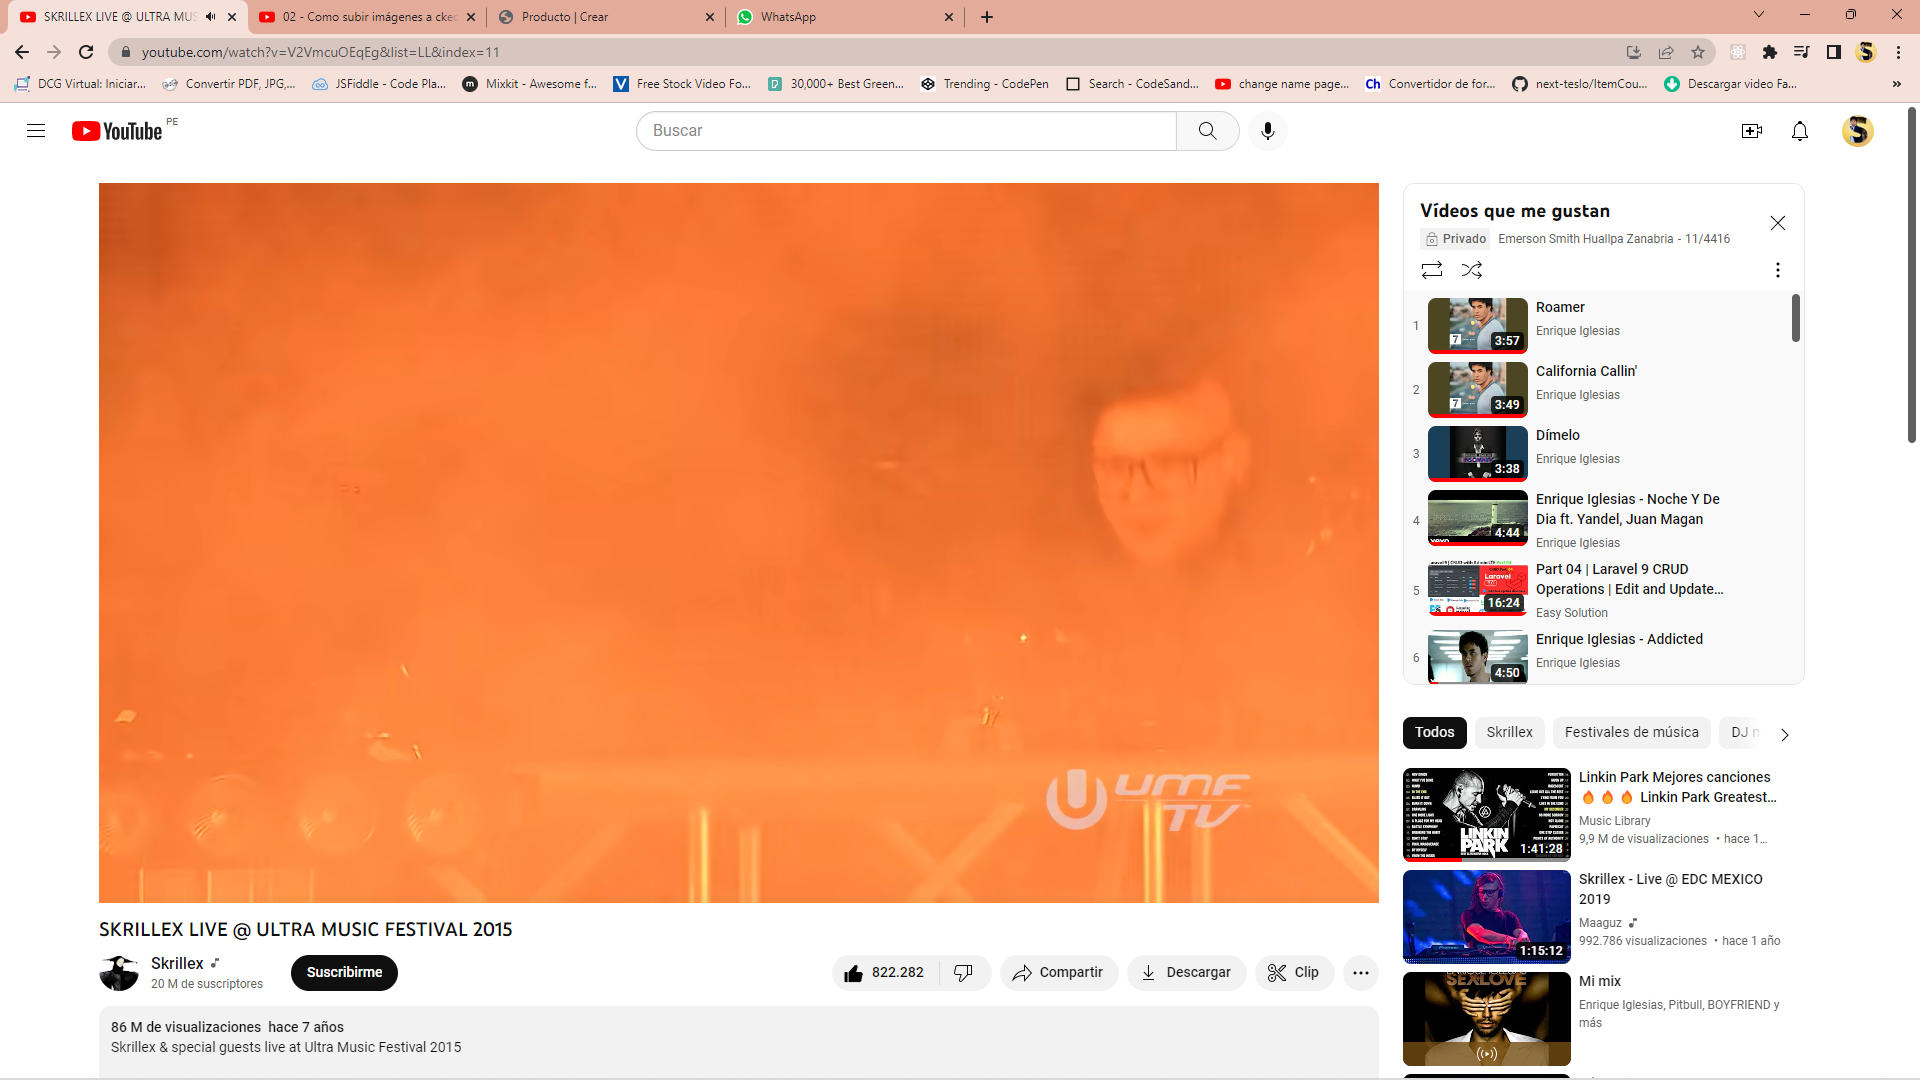 SKRILLEX LIVE @ ULTRA MUS
02 - Como subir imágenes a ckec
Producto | Crear
WhatsApp
youtube.com/watch?v=V2VmcuOEqEg&list=LL&index=11
DCG Virtual: Iniciar...
Convertir PDF, JPG,...
JSFiddle - Code Pla...
Mixkit - Awesome f...
Free Stock Video Fo...
30,000+ Best Green...
Trending - CodePen
Search - CodeSand...
change name page...
Convertidor de for...
next-teslo/ItemCou...
Descargar video Fa...
YouTube PE
Buscar
UMF
TV
SKRILLEX LIVE @ ULTRA MUSIC FESTIVAL 2015
Skrillex
20 M de suscriptores
Suscribirme
822.282
Compartir
Descargar
Clip
86 M de visualizaciones hace 7 años
Skrillex & special guests live at Ultra Music Festival 2015
Vídeos que me gustan
Privado
Emerson Smith Huallpa Zanabria - 11/4416
1
7
3:57
Roamer
Enrique Iglesias
2
7
3:49
California Callin'
Enrique Iglesias
3
3:38
Dímelo
Enrique Iglesias
4
4:44
Enrique Iglesias - Noche Y De
Dia ft. Yandel, Juan Magan
Enrique Iglesias
5
Laravel
16:24
Part 04 | Laravel 9 CRUD
Operations | Edit and Update...
Easy Solution
6
4:50
Enrique Iglesias - Addicted
Enrique Iglesias
Todos
Skrillex
Festivales de música
DJ
LINKIN
PARK
1:41:28
Linkin Park Mejores canciones
🔥🔥🔥 Linkin Park Greatest...
Music Library
9,9 M de visualizaciones • hace 1...
1:15:12
Skrillex - Live @ EDC MEXICO
2019
Maaguz
992.786 visualizaciones • hace 1 año
SEX LOVE
Mi mix
Enrique Iglesias, Pitbull, BOYFRIEND y
más